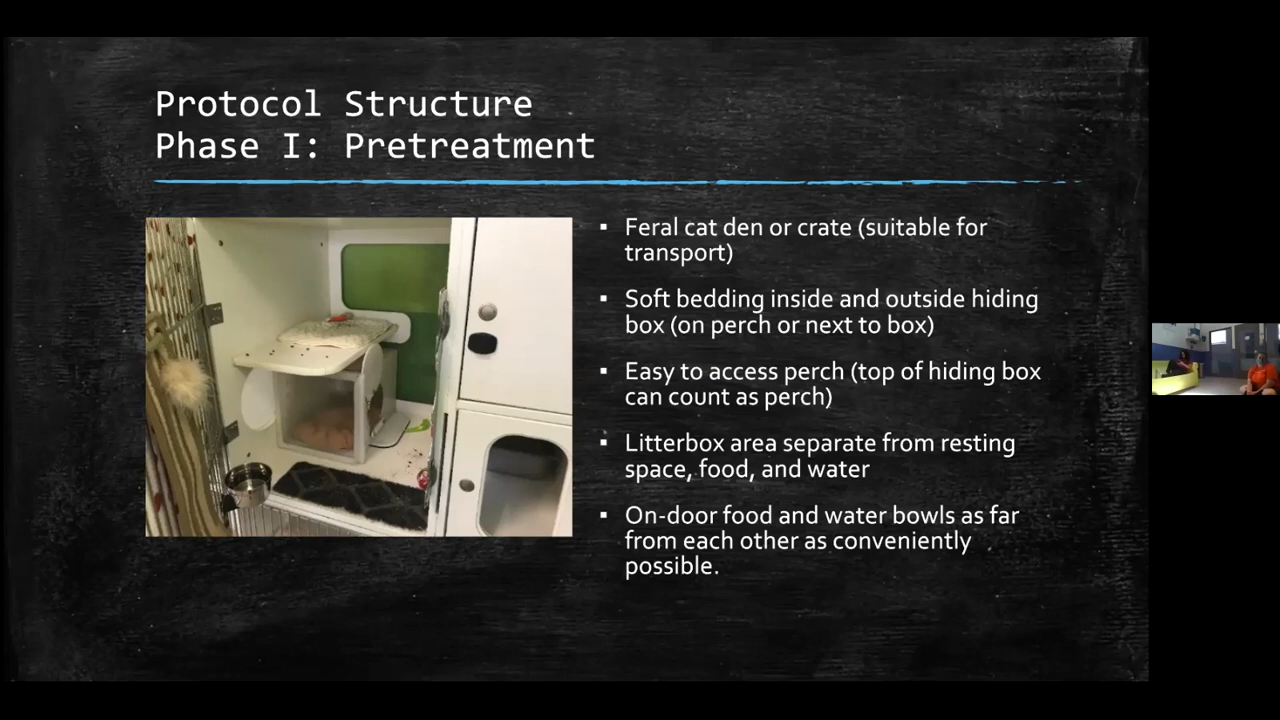 Protocol Structure
Phase I: Pretreatment
▪ Feral cat den or crate (suitable for
transport)
▪ Soft bedding inside and outside hiding
box (on perch or next to box)
▪ Easy to access perch (top of hiding box
can count as perch)
▪ Litterbox area separate from resting
space, food, and water
▪ On-door food and water bowls as far
from each other as conveniently
possible.